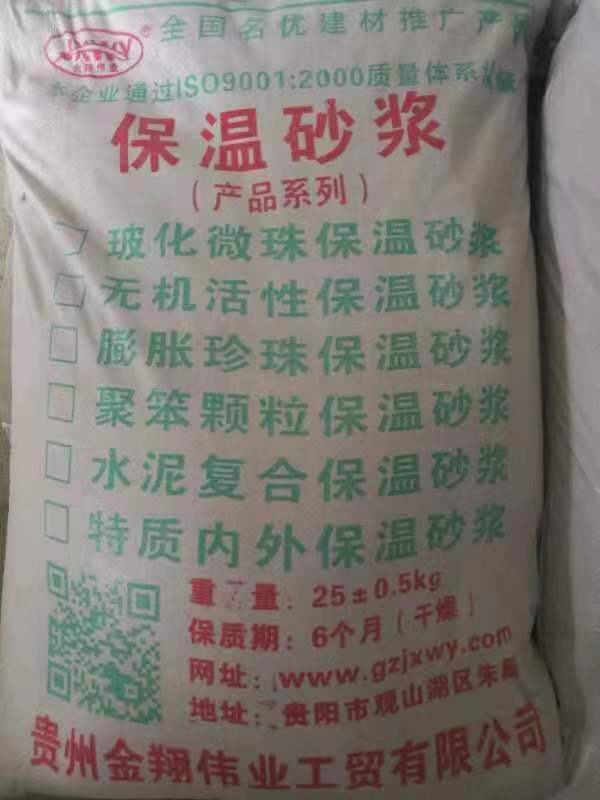 全国名优建材推广产品
本企业通过ISO9001:2000质量体系
保温砂浆
(产品系列)
玻化微珠保温砂浆
无机活性保温砂浆
膨胀珍珠保温砂浆
聚笨颗粒保温砂浆
水泥复合保温砂浆
特质内外保温砂浆
重 量: 25±0.5kg
保质期: 6个月(干燥)
网址: www.gzjxwy.com
地址: 贵阳市观山湖区朱
贵州金翔伟业工贸有限公司